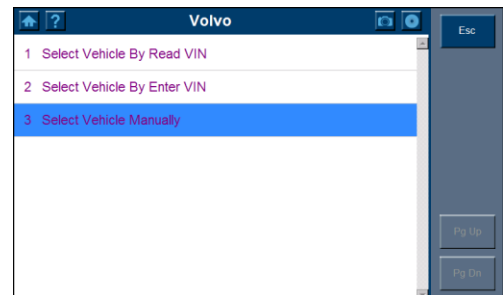 ?
Volvo
Esc
1 Select Vehicle By Read VIN
2 Select Vehicle By Enter VIN
3 Select Vehicle Manually
Pg Up
Pg Dn